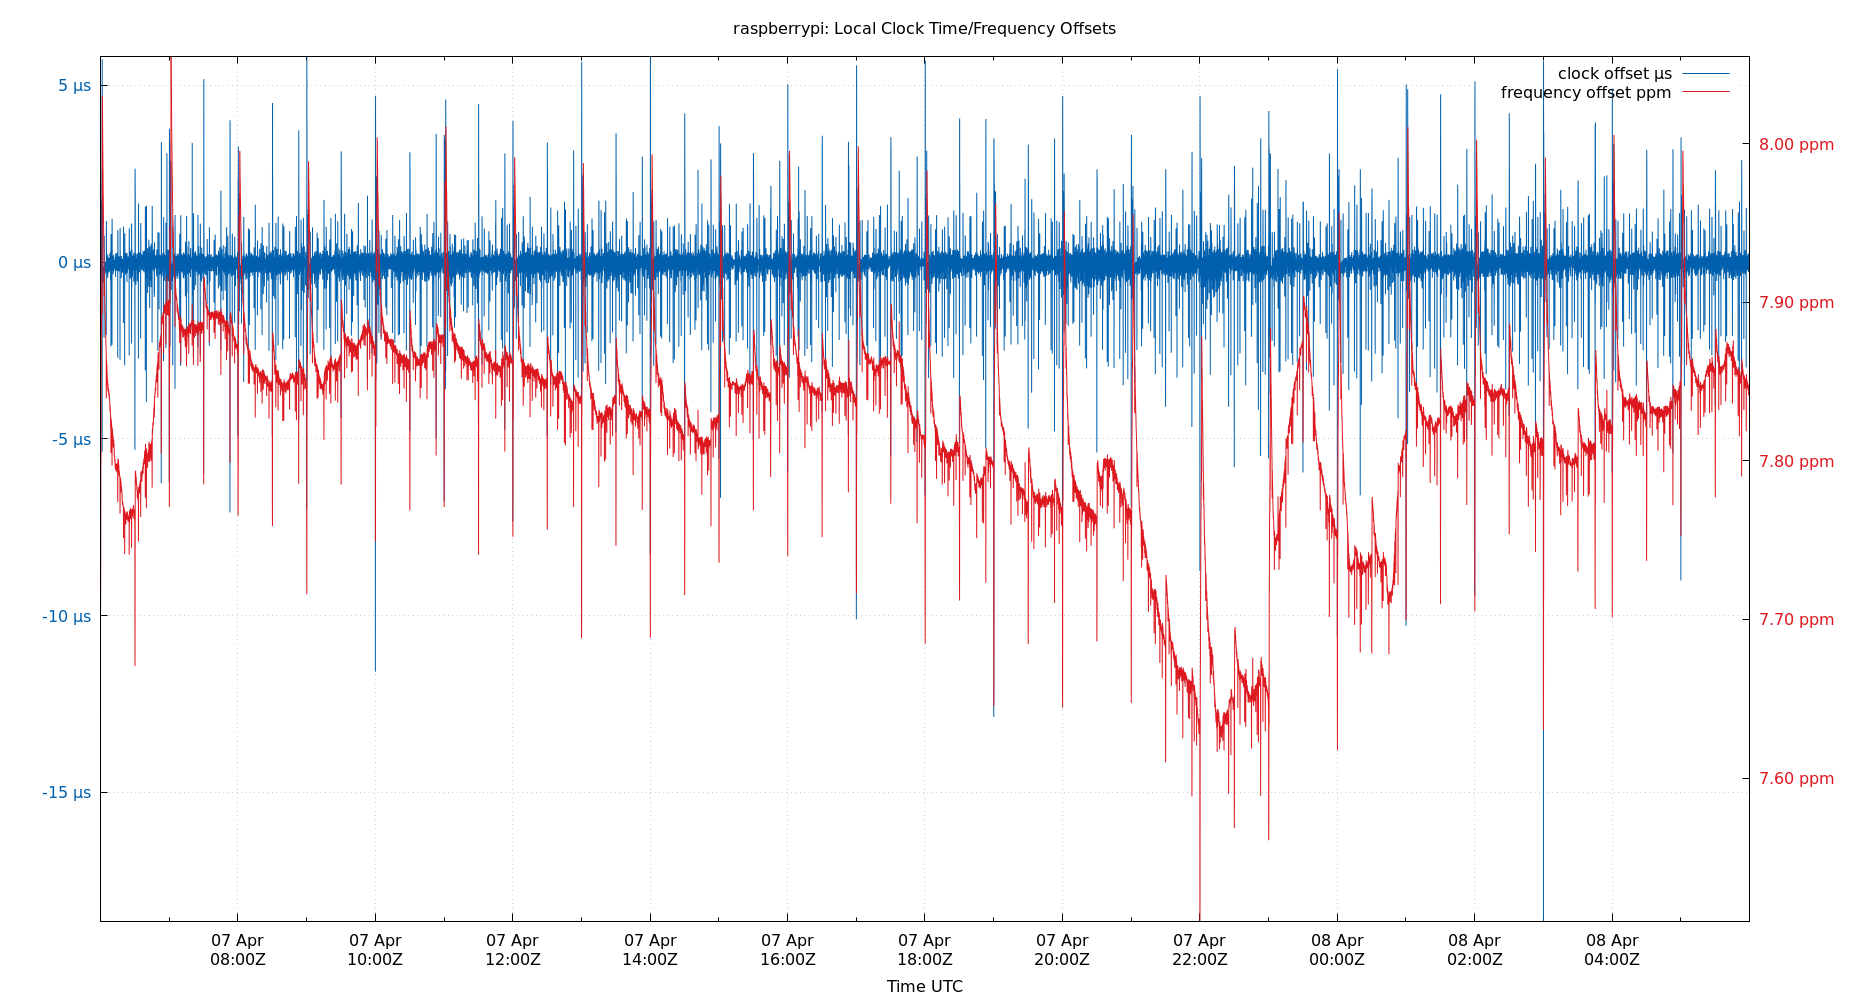 raspberrypi: Local Clock Time/Frequency Offsets
clock offset µs
frequency offset ppm
5 µs
0 µs
-5 µs
-10 µs
-15 µs
8.00 ppm
7.90 ppm
7.80 ppm
7.70 ppm
7.60 ppm
07 Apr
08:00Z
07 Apr
10:00Z
07 Apr
12:00Z
07 Apr
14:00Z
07 Apr
16:00Z
07 Apr
18:00Z
07 Apr
20:00Z
07 Apr
22:00Z
08 Apr
00:00Z
08 Apr
02:00Z
08 Apr
04:00Z
Time UTC